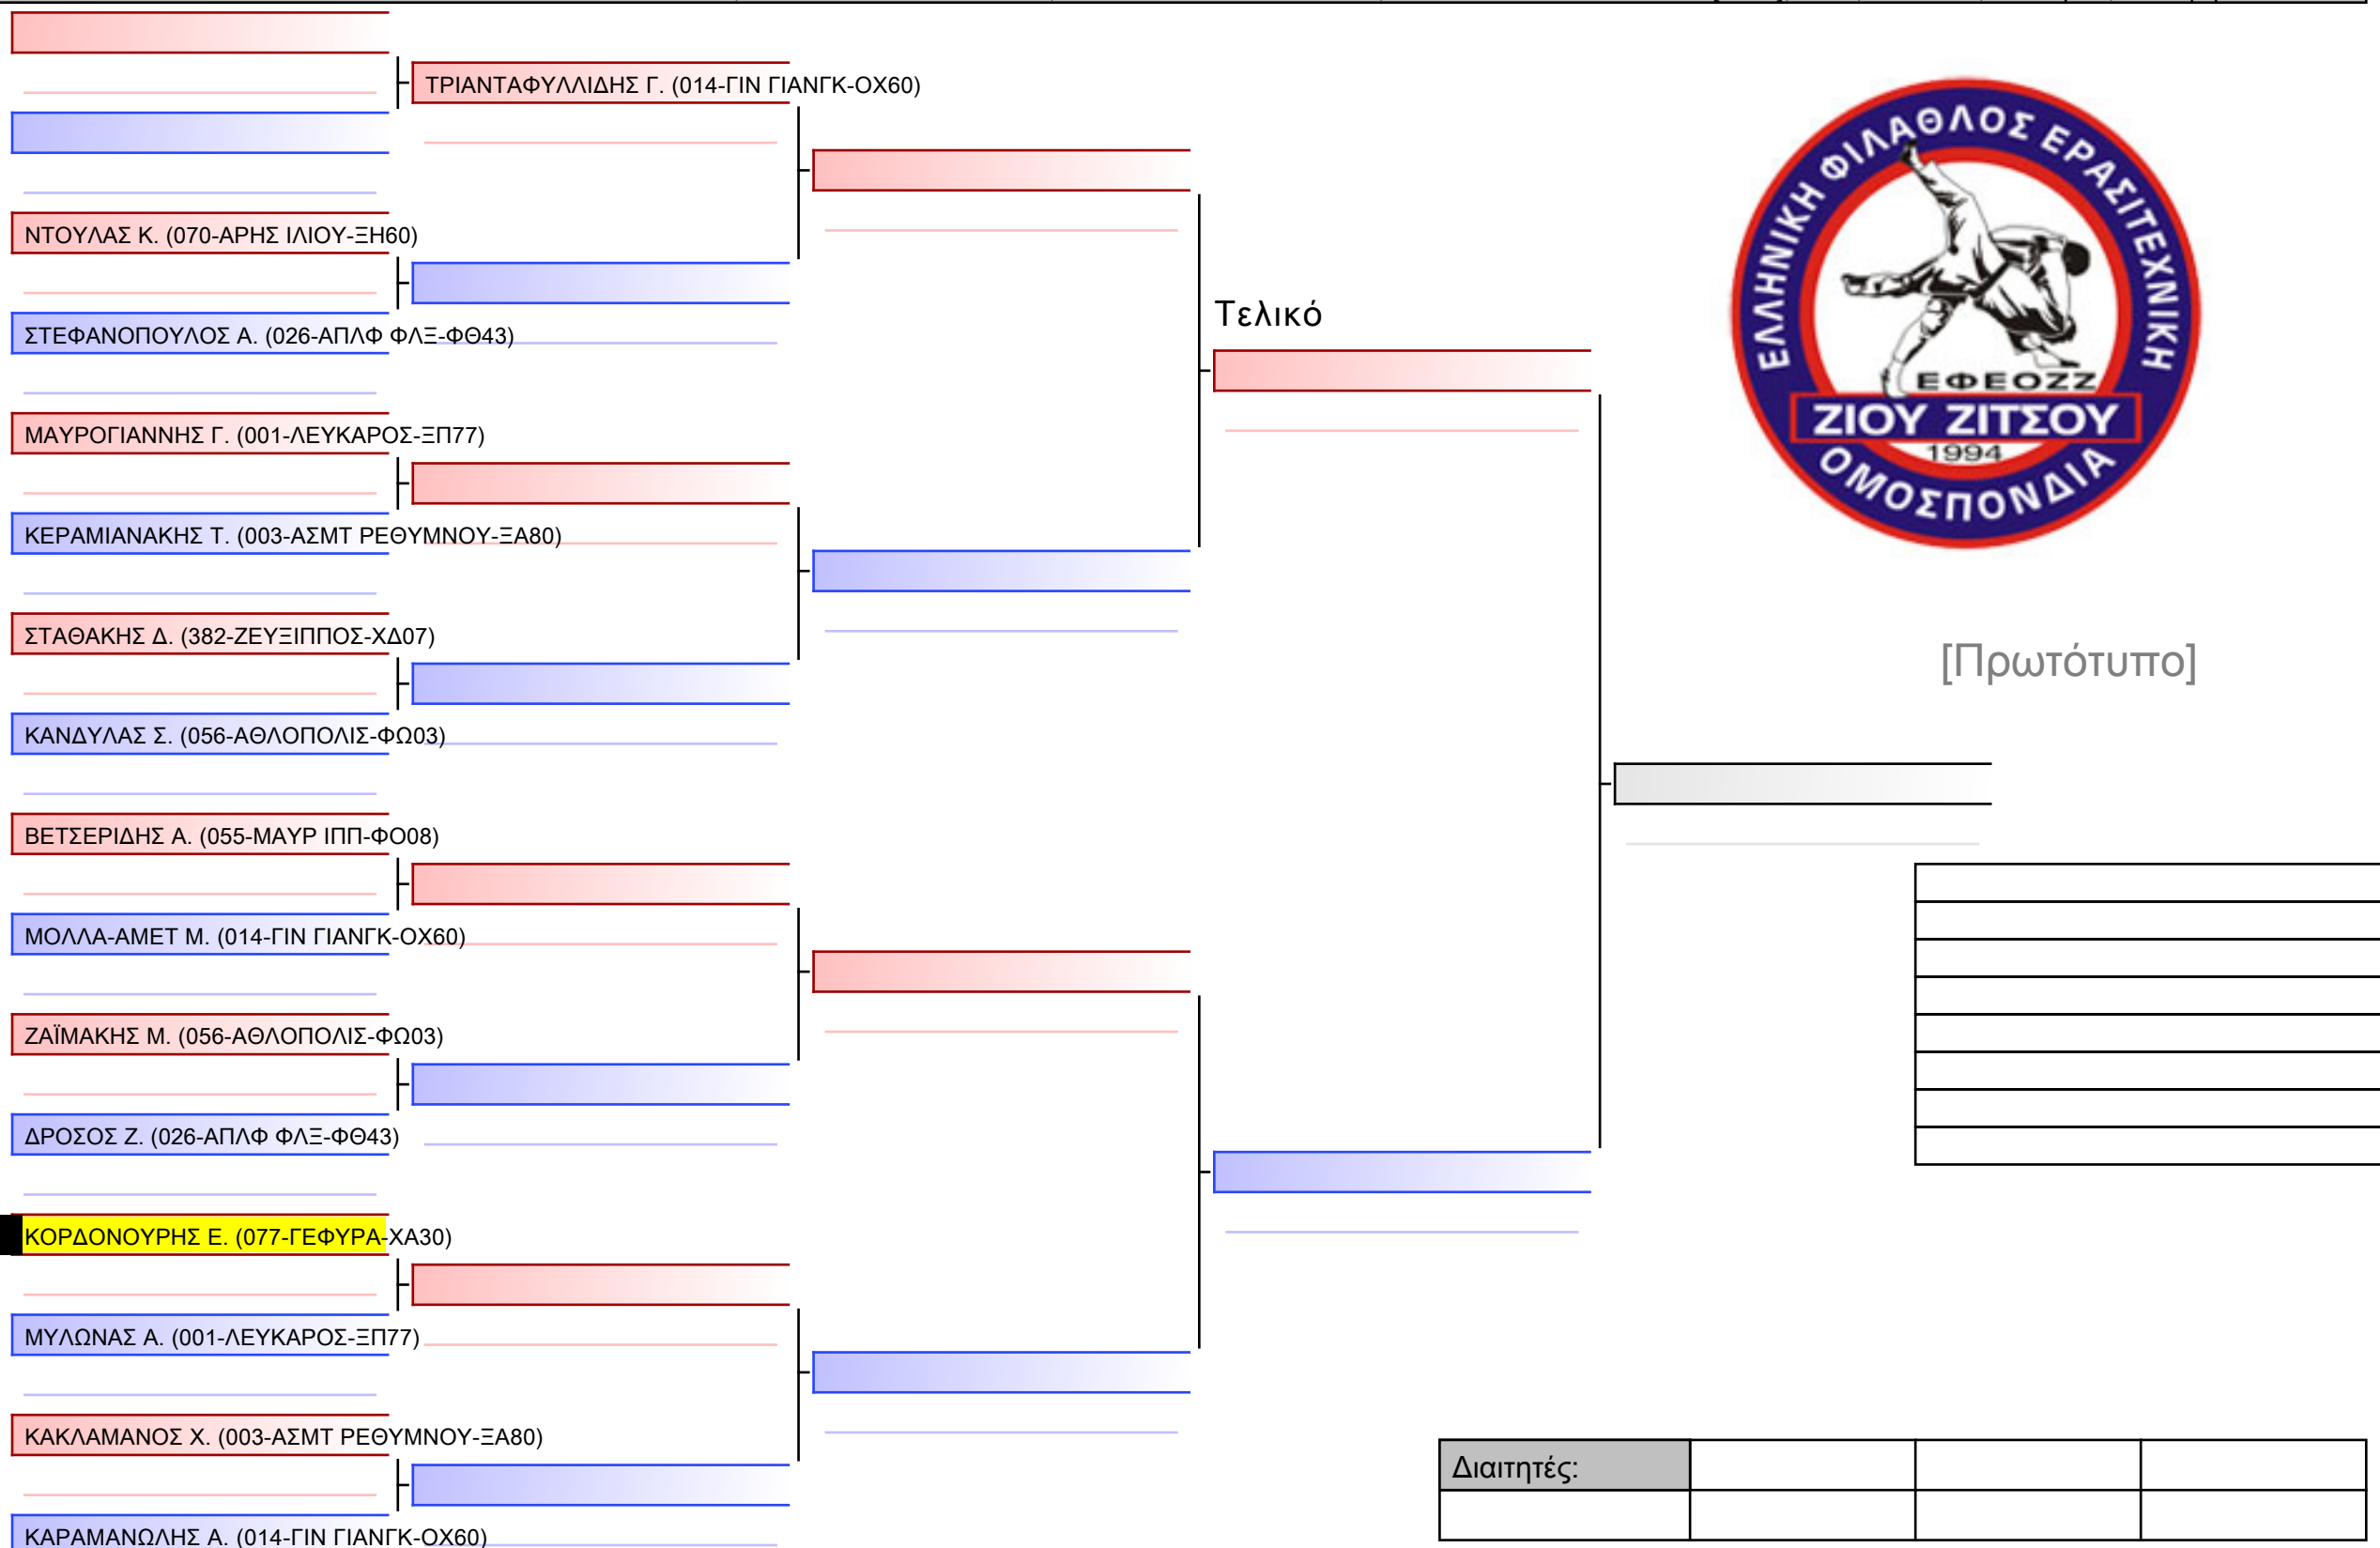 ΤΡΙΑΝΤΑΦΥΛΛΙΔΗΣ Γ. (014-ΓΙΝ ΓΙΑΝΓΚ-ΟΧ60)
ΝΤΟΥΛΑΣ Κ. (070-ΑΡΗΣ ΙΛΙΟΥ-ΞΗ60)
ΣΤΕΦΑΝΟΠΟΥΛΟΣ Α. (026-ΑΠΛΦ ΦΛΞ-ΦΘ43)
ΜΑΥΡΟΓΙΑΝΝΗΣ Γ. (001-ΛΕΥΚΑΡΟΣ-ΞΠ77)
ΚΕΡΑΜΙΑΝΑΚΗΣ Τ. (003-ΑΣΜΤ ΡΕΘΥΜΝΟΥ-ΞΑ80)
ΣΤΑΘΑΚΗΣ Δ. (382-ΖΕΥΞΙΠΠΟΣ-ΧΔ07)
ΚΑΝΔΥΛΑΣ Σ. (056-ΑΘΛΟΠΟΛΙΣ-ΦΩ03)
ΒΕΤΣΕΡΙΔΗΣ Α. (055-ΜΑΥΡ ΙΠΠ-ΦΟ08)
ΜΟΛΛΑ-ΑΜΕΤ Μ. (014-ΓΙΝ ΓΙΑΝΓΚ-ΟΧ60)
ΖΑΪΜΑΚΗΣ Μ. (056-ΑΘΛΟΠΟΛΙΣ-ΦΩ03)
ΔΡΟΣΟΣ Ζ. (026-ΑΠΛΦ ΦΛΞ-ΦΘ43)
ΚΟΡΔΟΝΟΥΡΗΣ Ε. (077-ΓΕΦΥΡΑ-ΧΑ30)
ΜΥΛΩΝΑΣ Α. (001-ΛΕΥΚΑΡΟΣ-ΞΠ77)
ΚΑΚΛΑΜΑΝΟΣ Χ. (003-ΑΣΜΤ ΡΕΘΥΜΝΟΥ-ΞΑ80)
ΚΑΡΑΜΑΝΩΛΗΣ Α. (014-ΓΙΝ ΓΙΑΝΓΚ-ΟΧ60)
Τελικό
ΕΛΛΗΝΙΚΗ ΦΙΛΑΘΛΟΣ ΕΡΑΣΙΤΕΧΝΙΚΗ
ΕΦΕΟΖΖ
ΖΙΟΥ ΖΙΤΣΟΥ
1994
ΟΜΟΣΠΟΝΔΙΑ
[Πρωτότυπο]
Διαιτητές: